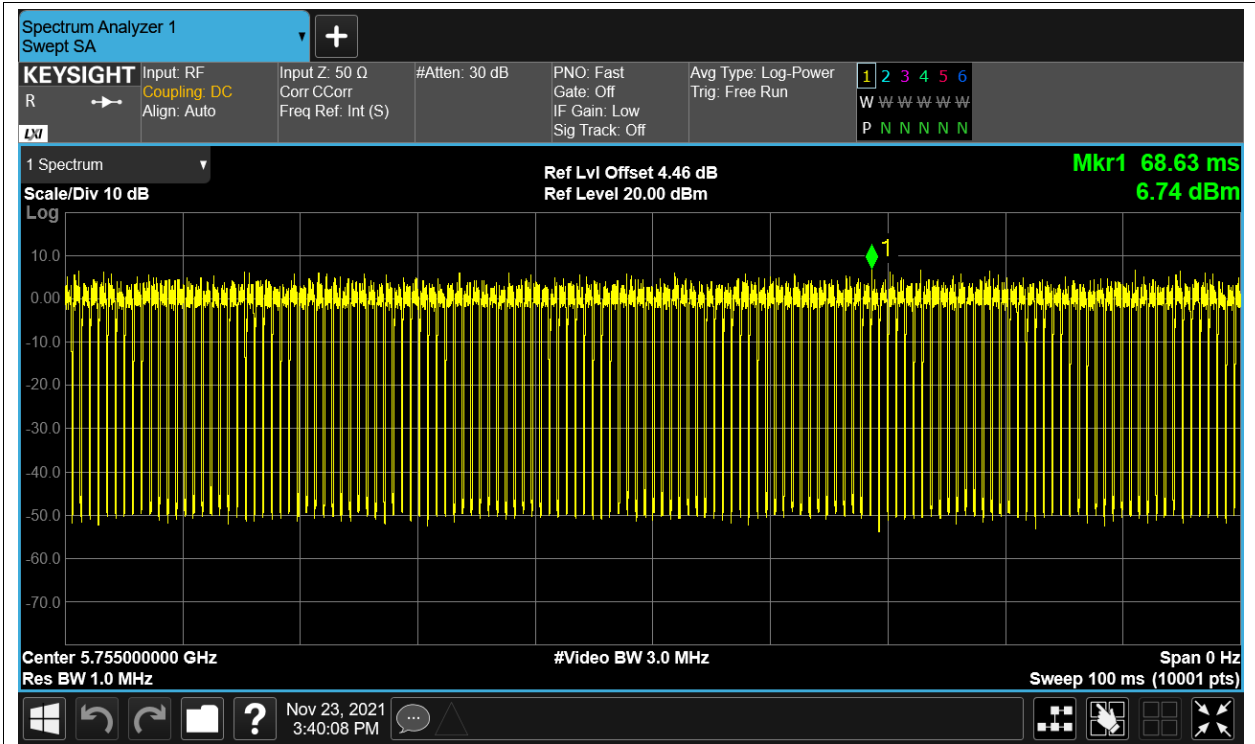 Spectrum Analyzer 1
Swept SA
KEYSIGHT
R
LXI
Input: RF
Coupling: DC
Align: Auto
Input Z: 50 Ω
Corr CCorr
Freq Ref: Int (S)
#Atten: 30 dB
PNO: Fast
Gate: Off
IF Gain: Low
Sig Track: Off
Avg Type: Log-Power
Trig: Free Run
1 2 3 4 5 6
W W W W W W
P N N N N N
1 Spectrum
Scale/Div 10 dB
Ref Lvl Offset 4.46 dB
Ref Level 20.00 dBm
Mkr1 68.63 ms
6.74 dBm
Log
1
10.0
0.00
-10.0
-20.0
-30.0
-40.0
-50.0
-60.0
-70.0
Center 5.755000000 GHz
Res BW 1.0 MHz
#Video BW 3.0 MHz
Span 0 Hz
Sweep 100 ms (10001 pts)
?
Nov 23, 2021
3:40:08 PM